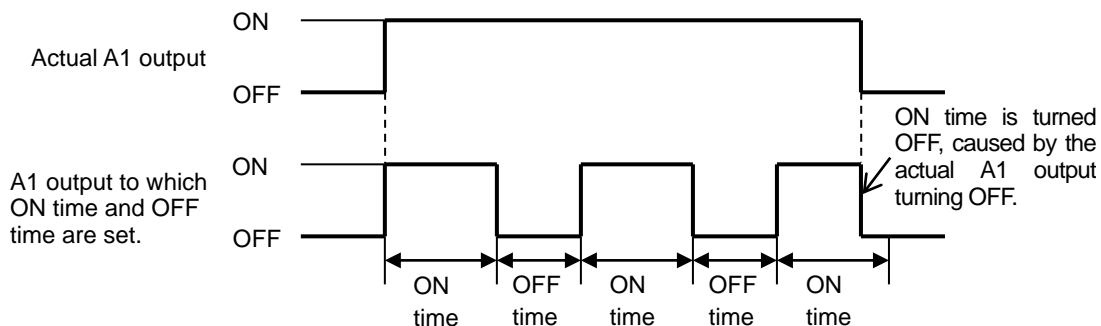 ON
Actual A1 output
OFF
ON time is turned
OFF, caused by the
actual A1 output
turning OFF.
ON
A1 output to which
ON time and OFF
time are set.
OFF
ON time
OFF time
ON time
OFF time
ON time